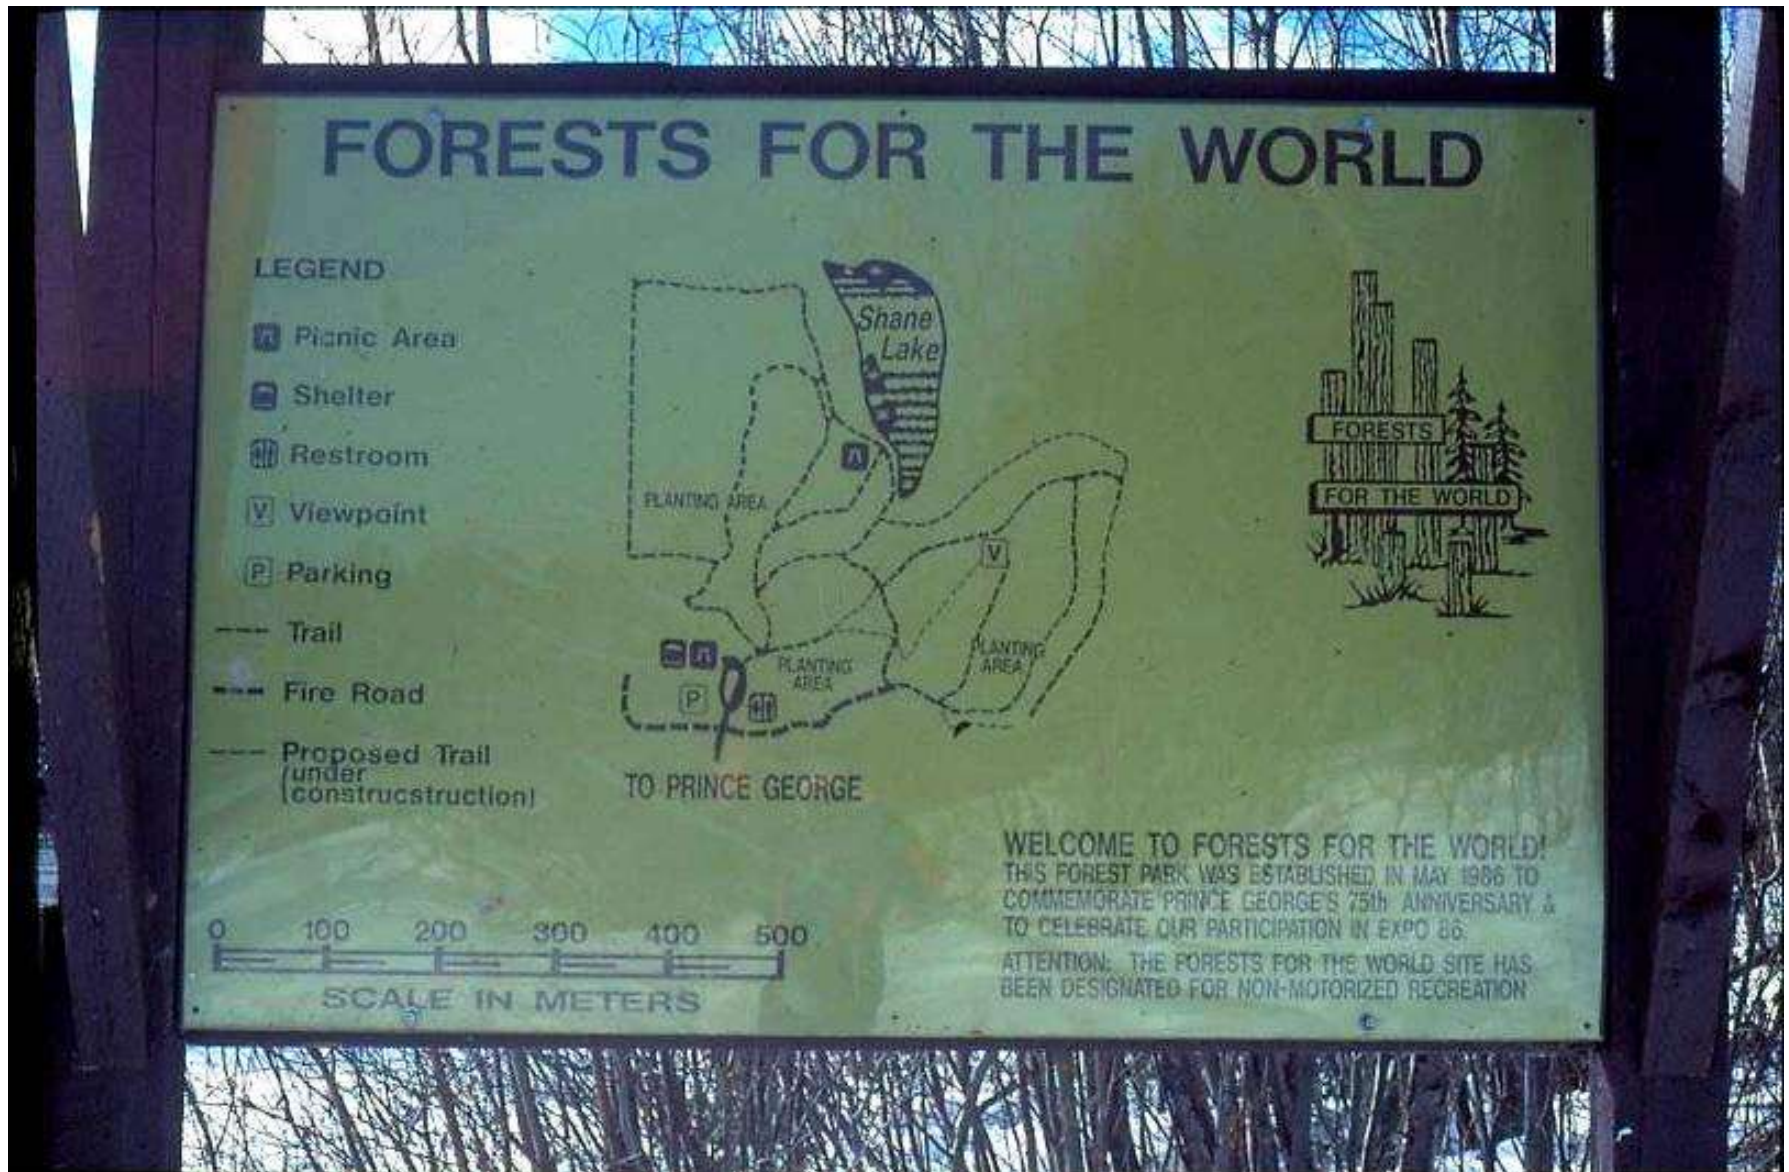 FORESTS FOR THE WORLD
LEGEND
Picnic Area
Shelter
Restroom
V Viewpoint
P Parking
Trail
Fire Road
Proposed Trail
(under
construcstruction)
Shane
Lake
PLANTING AREA
V
PLANTING
AREA
PLANTING
AREA
P
TO PRINCE GEORGE
FORESTS
FOR THE WORLD
0 100 200 300 400 500
SCALE IN METERS
WELCOME TO FORESTS FOR THE WORLD!
THIS FOREST PARK WAS ESTABLISHED IN MAY 1986 TO
COMMEMORATE PRINCE GEORGE'S 75th ANNIVERSARY &
TO CELEBRATE OUR PARTICIPATION IN EXPO 86.
ATTENTION: THE FORESTS FOR THE WORLD SITE HAS
BEEN DESIGNATED FOR NON-MOTORIZED RECREATION